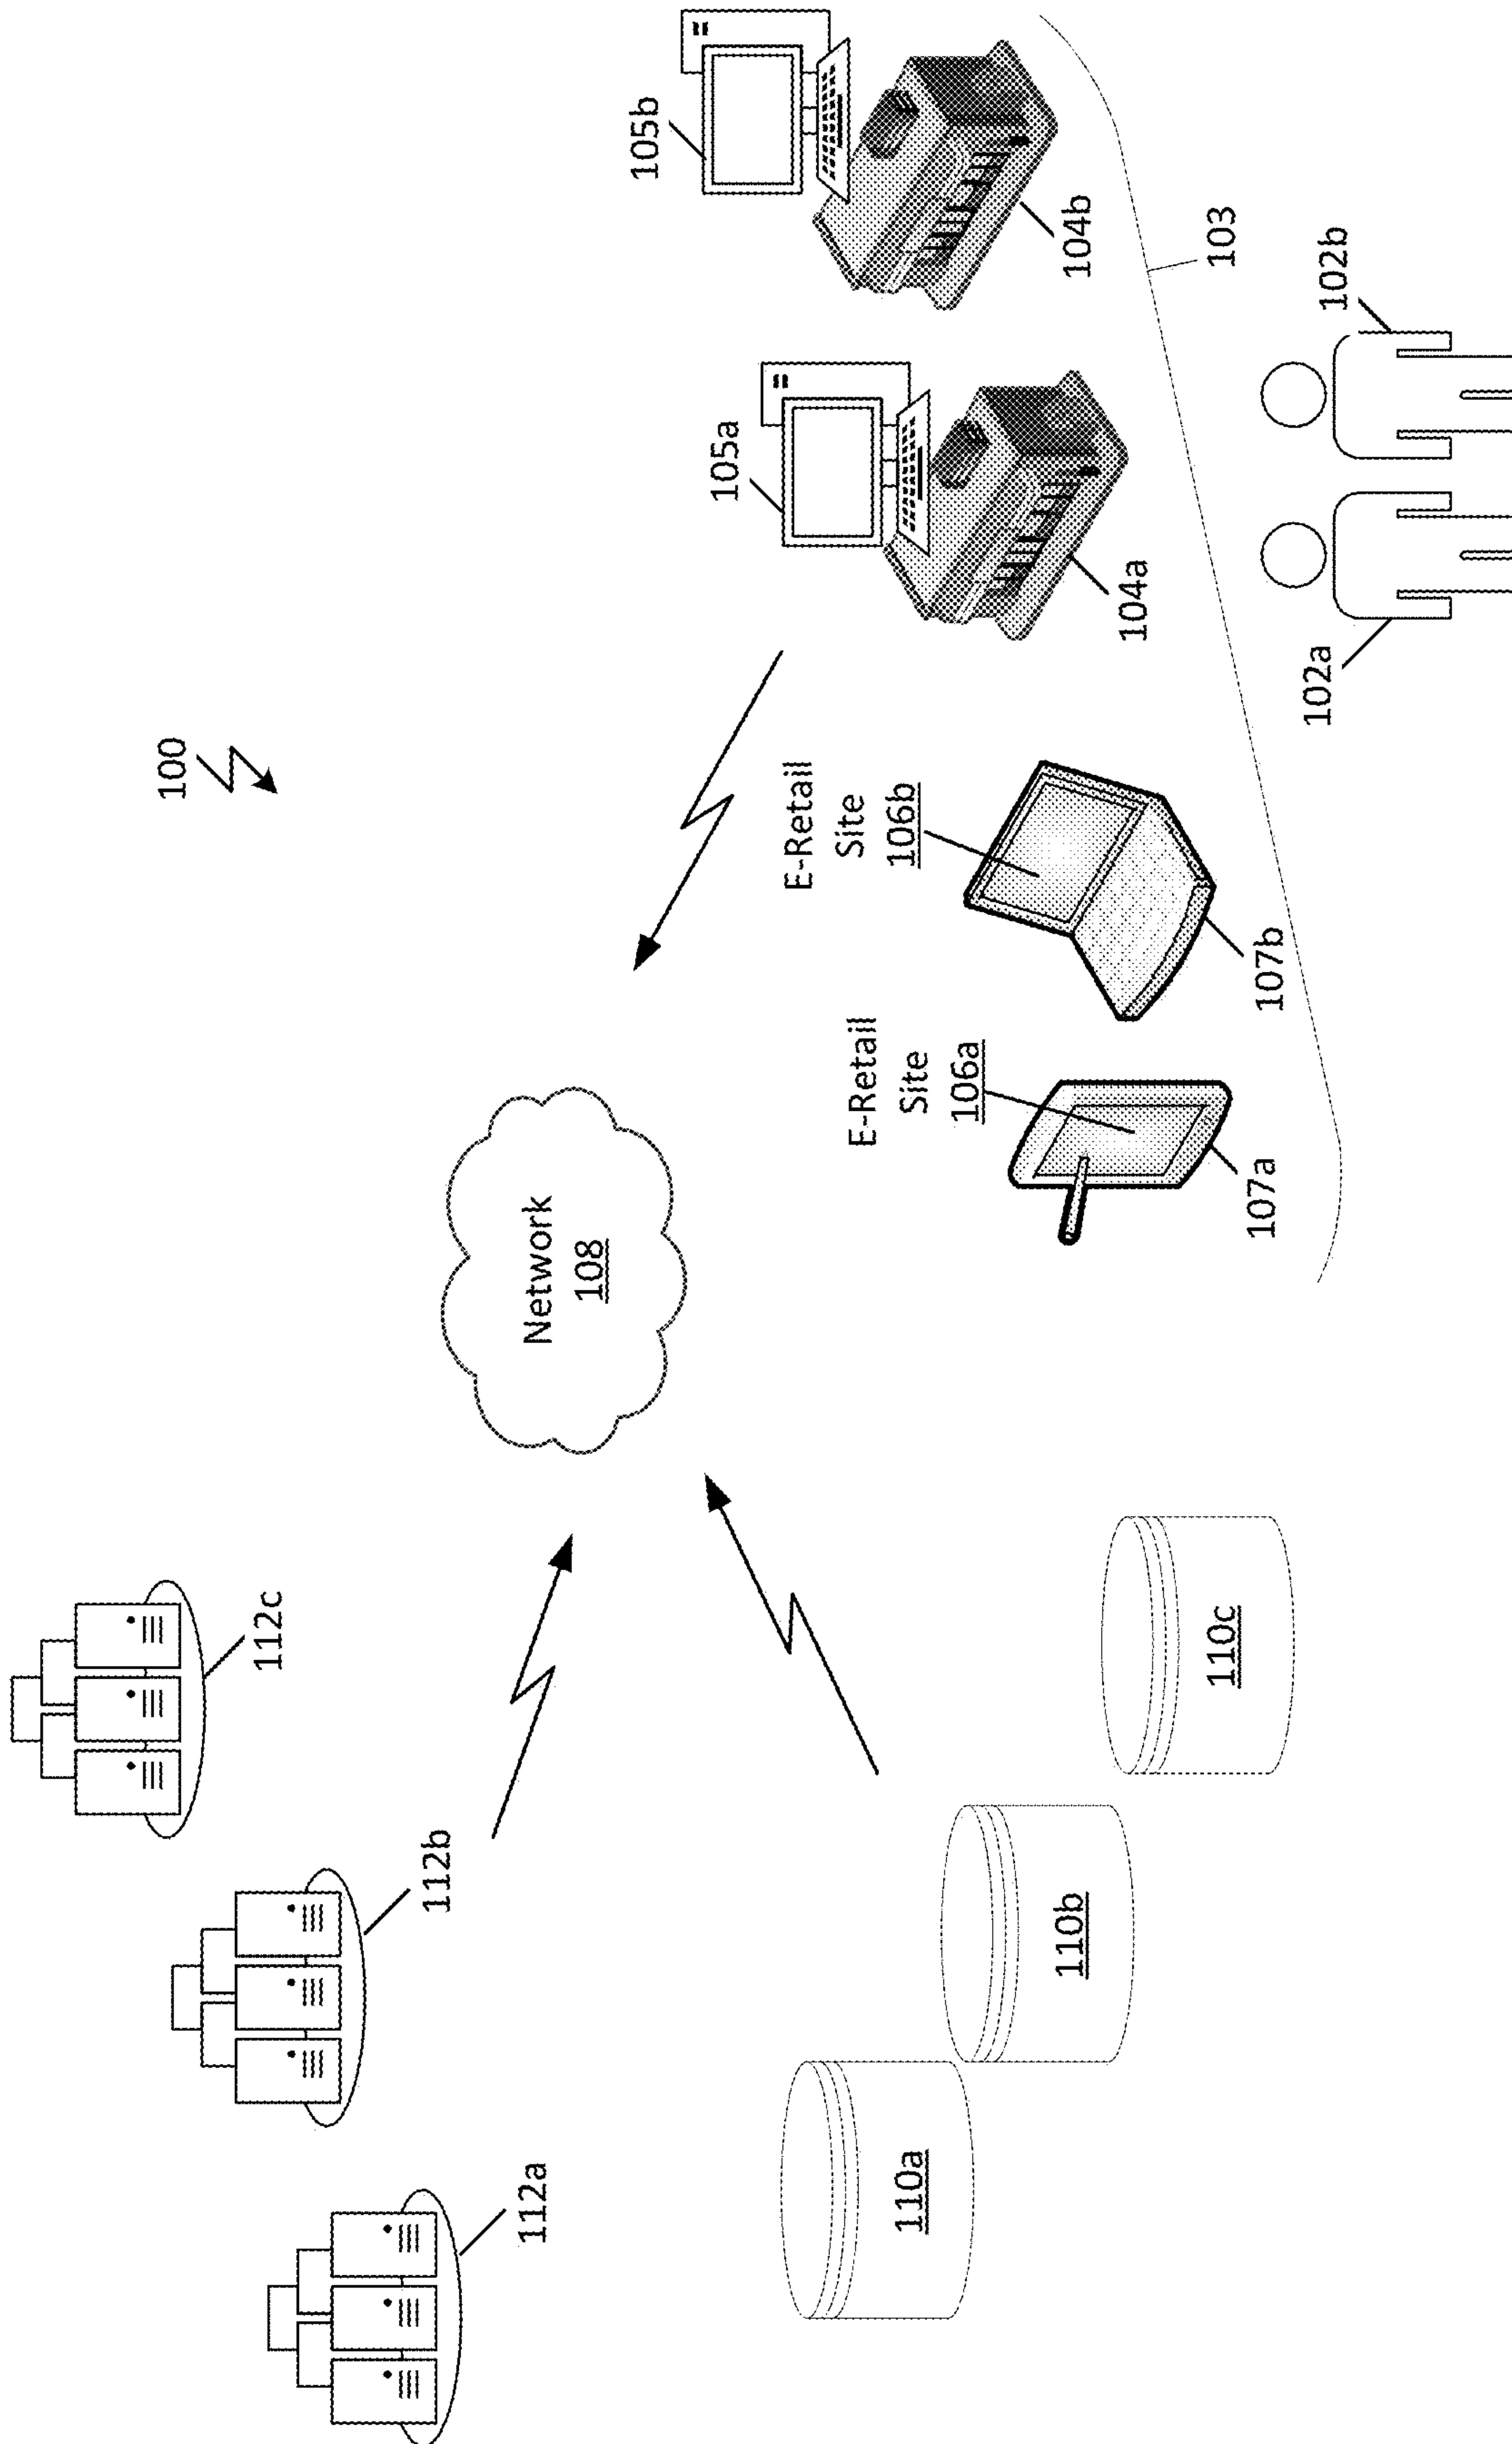 100
112c
112b
112a
Network
108
105b
105a
E-Retail
Site
106b
E-Retail
Site
106a
110a
110b
104b
104a
110c
103
107a
107b
102a
102b